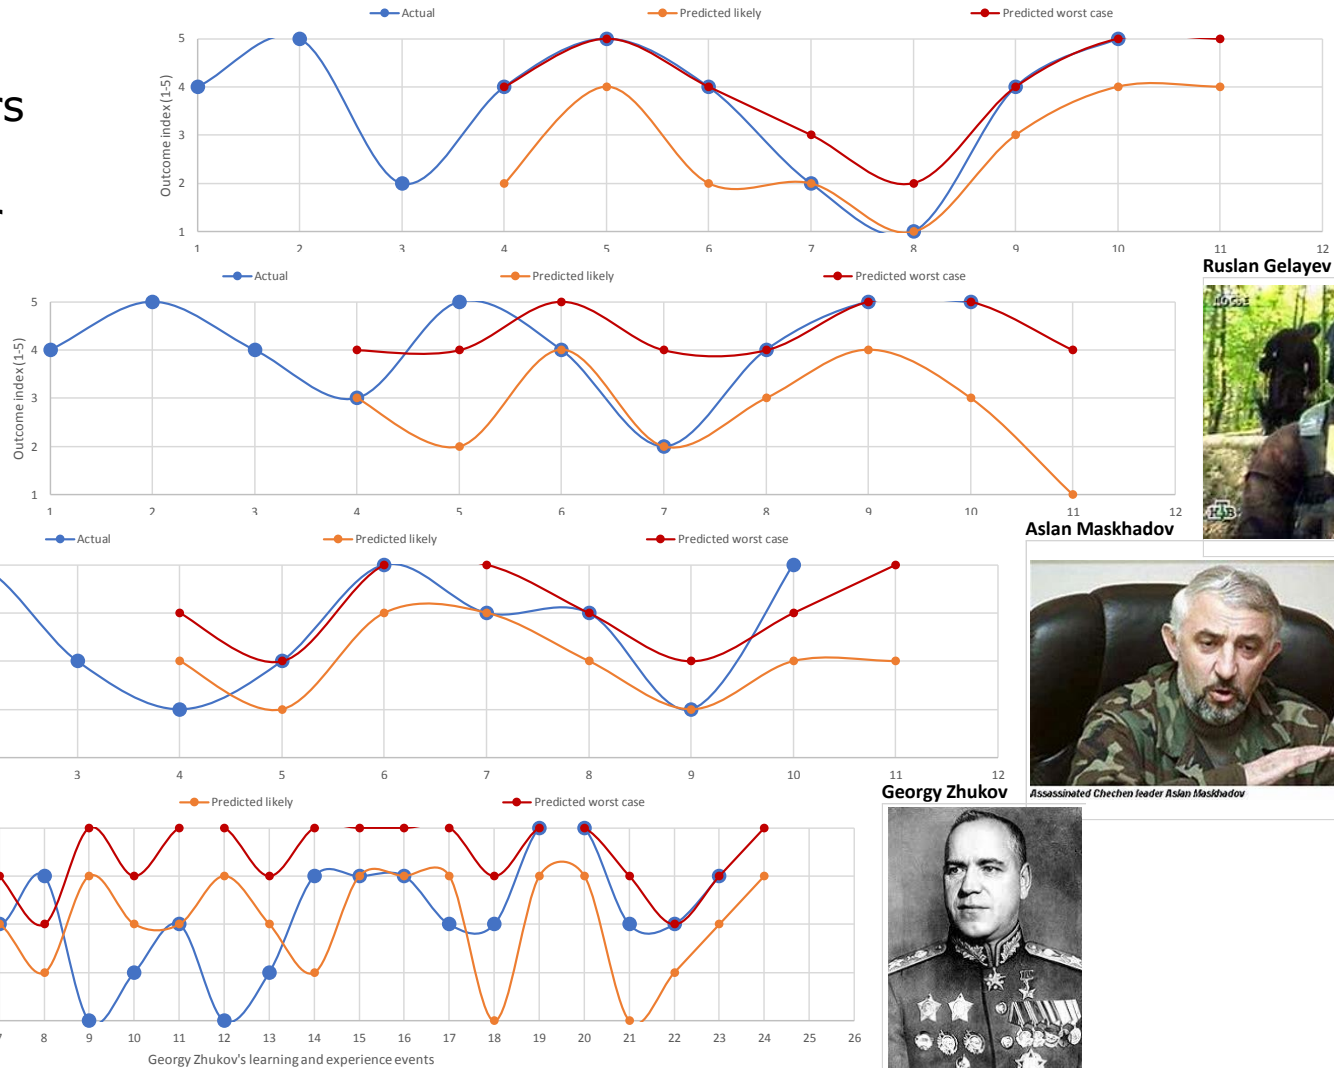 Actual Predicted likely Predicted worst case
rs
Outcome index (1-5)
5
4
3
2
1
1 2 3 4 5 6 7 8 9 10 11 12
Ruslan Gelayev
Actual Predicted likely Predicted worst case
Outcome index (1-5)
5
4
3
2
1
1 2 3 4 5 6 7 8 9 10 11 12
Aslan Maskhadov
Actual Predicted likely Predicted worst case
3 4 5 6 7 8 9 10 11 12
Assassinated Chechen leader Aslan Maskhadov
Georgy Zhukov
Predicted likely Predicted worst case
7 8 9 10 11 12 13 14 15 16 17 18 19 20 21 22 23 24 25 26
Georgy Zhukov's learning and experience events